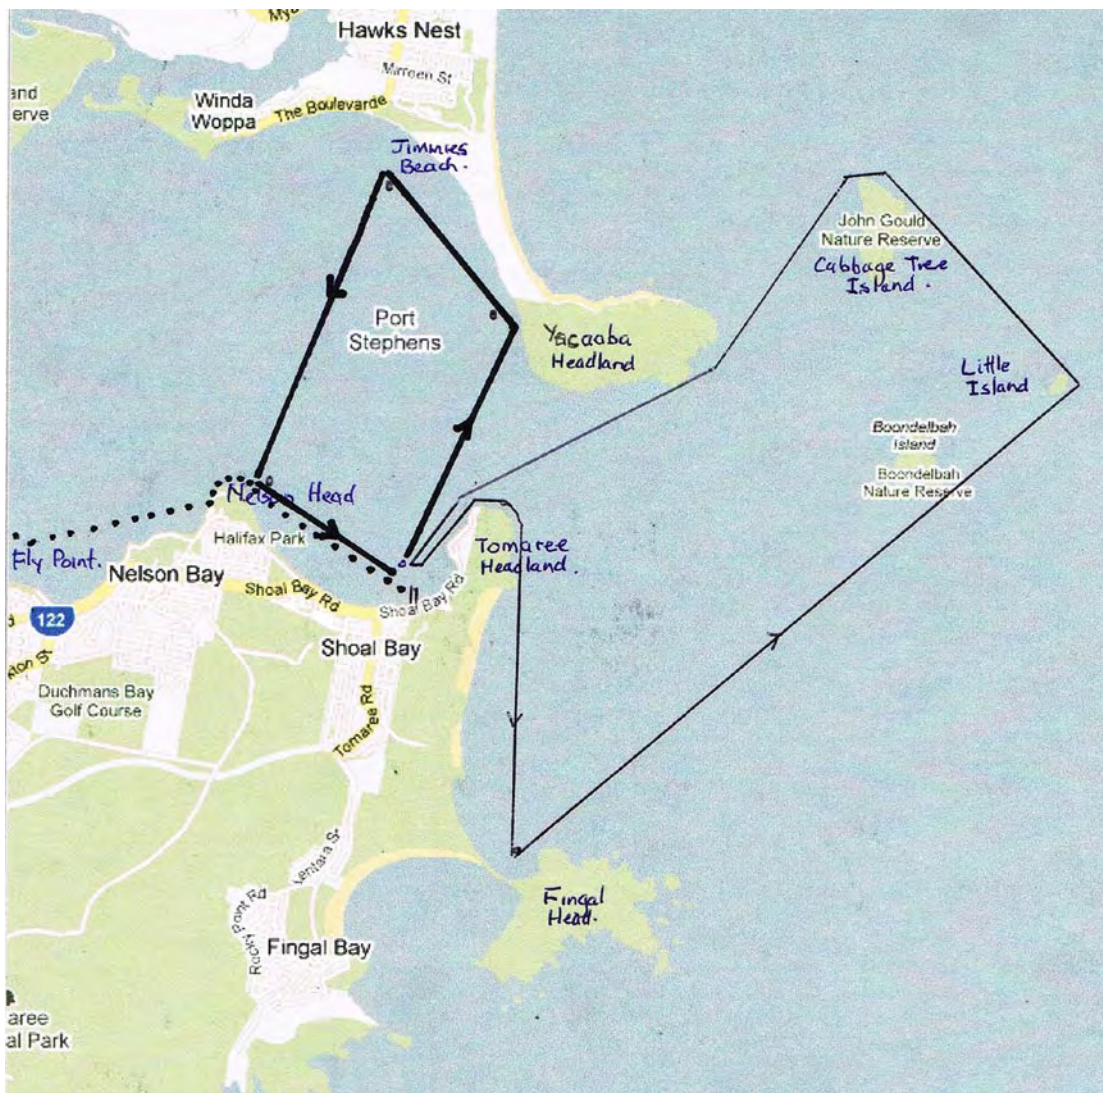 Myd
Hawks Nest
Mirreen St
and
erve
Winda
Woppa
The Boulevarde
Jimmies
Beach.
John Gould
Nature Reserve
Cabbage Tree
Island.
Port
Stephens
Yacaaba
Headland
Little
Island
Boondelbah
Island
Boondelbah
Nature Reserve
Nelson Head
Halifax Park
Tomaree
Headland.
Fly Point.
Nelson Bay
Shoal Bay Rd
Shoal Bay Rd
122
Shoal Bay
kton St
Duchmans Bay
Golf Course
Tomaree Rd
Ventura S
Rocky Point Rd
Fingal
Head.
Fingal Bay
aree
al Park